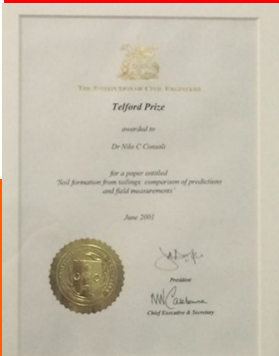 THE INSTITUTION OF CIVIL ENGINEERS
Telford Prize
awarded to
Dr Nilo C Consoli
for a paper entitled
'Soil formation from tailings: comparison of predictions
and field measurements'
June 2001
President
Chief Executive & Secretary